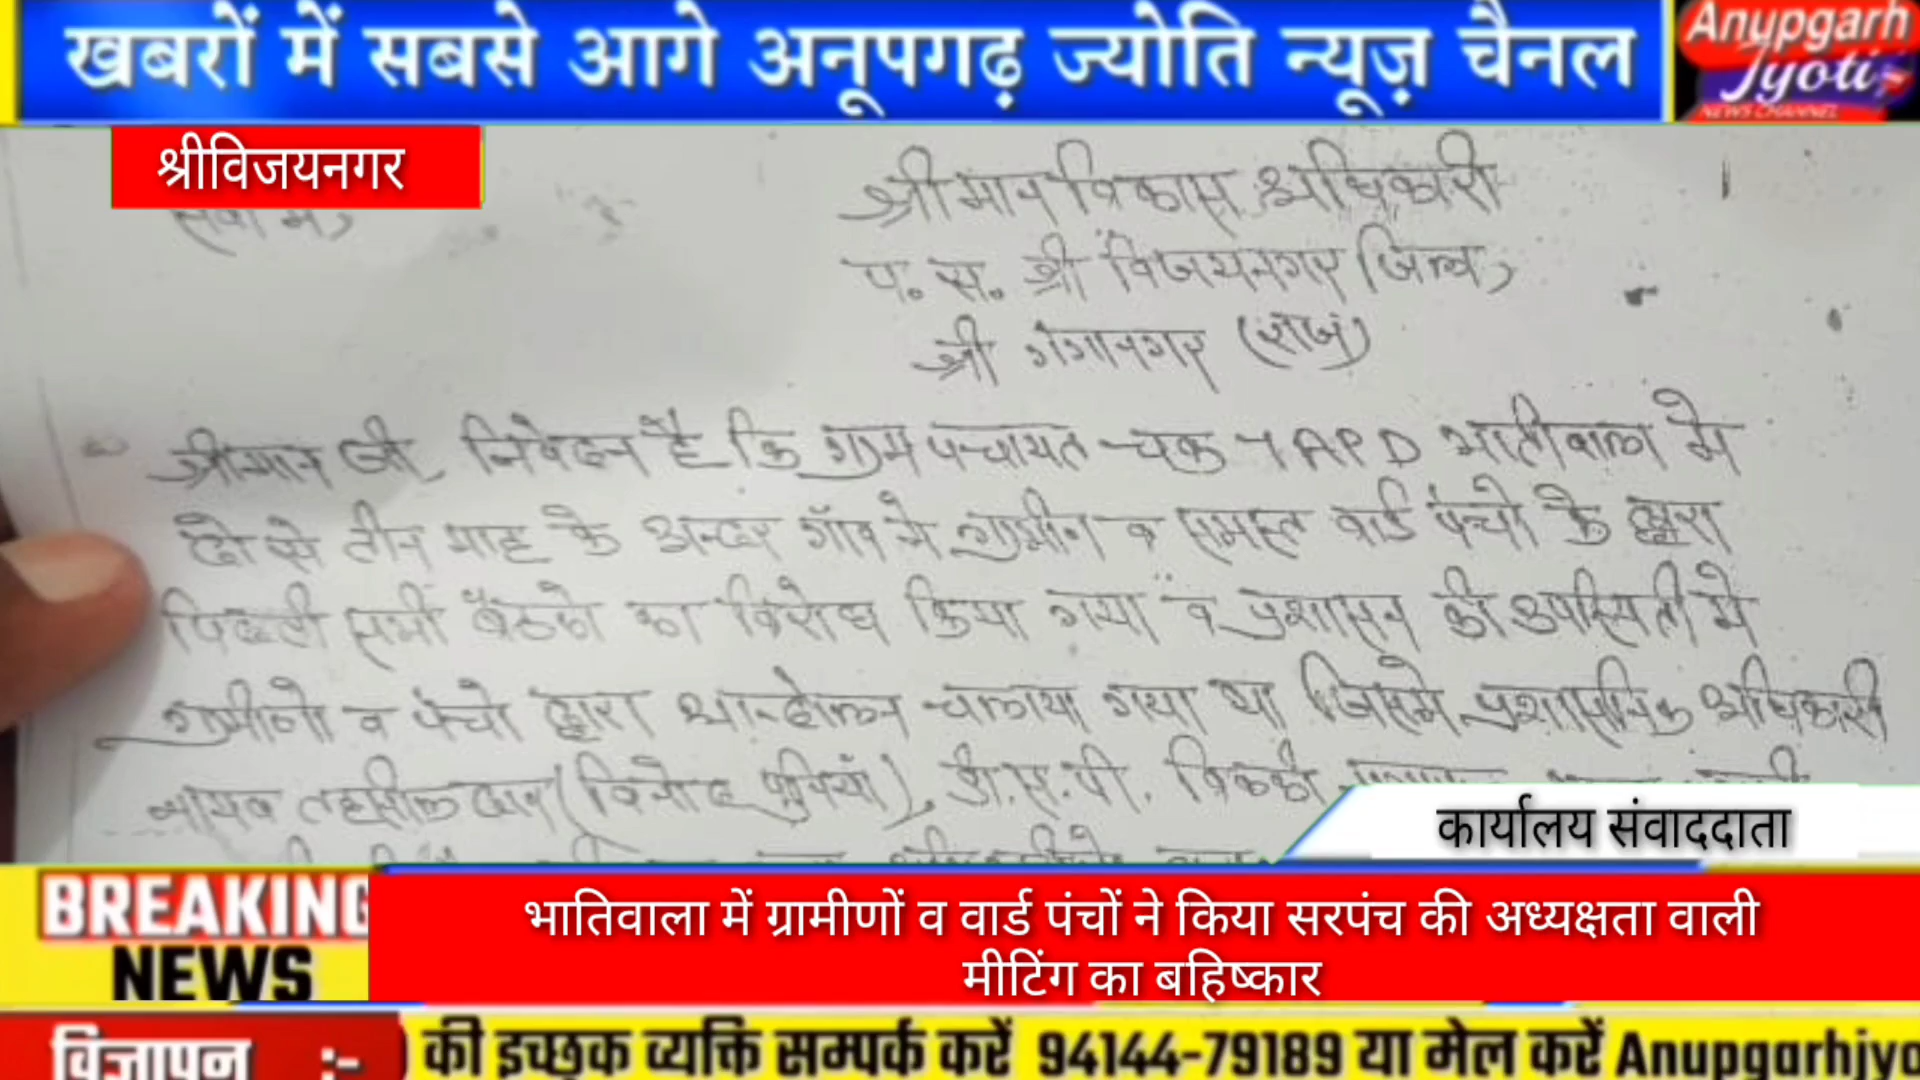 खबरों में सबसे आगे अनूपगढ़ ज्योति न्यूज़ चैनल
Anupgarh
Jyoti
NEWS CHANNEL
श्रीविजयनगर
सेवा में,
श्रीमान विकास अधिकारी
प. स. श्री विजयनगर जिला,
श्री गंगानगर (राज)
श्रीमान जी, निवेदन है कि ग्राम पंचायत चक 7 APD भातीवाला मे
दो से तीन माह के अन्दर गाँव मे ग्रामीण व समस्त वार्ड पंचो के द्वारा
पिछली सभी बैठको का विरोध किया गया व प्रशासन की उपस्थिती मे
ग्रामीणो व पंचो द्वारा आन्दोलन चलाया गया था जिसमे प्रशासनिक अधिकारी
नायब तहसीलदार (विनोद), डी.स.पी. विक्की
कार्यालय संवाददाता
BREAKING
NEWS
भातिवाला में ग्रामीणों व वार्ड पंचों ने किया सरपंच की अध्यक्षता वाली
मीटिंग का बहिष्कार
विज्ञापन :- की इच्छुक व्यक्ति सम्पर्क करें 94144-79189 या मेल करें Anupgarhjyo